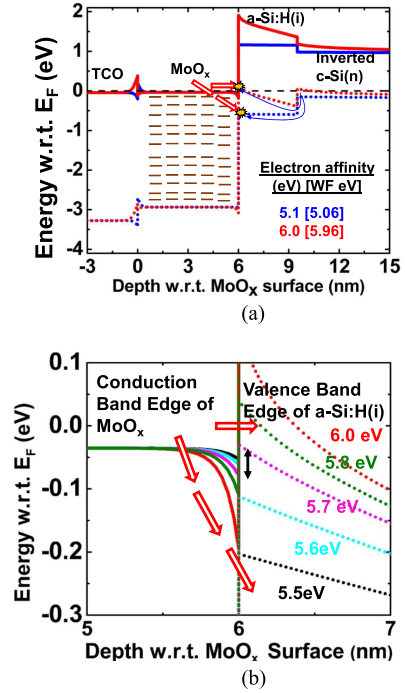 a-Si:H(i)
TCO
MoOₓ
Inverted
c-Si(n)
Electron affinity
(eV) [WF eV]
5.1 [5.06]
6.0 [5.96]
Energy w.r.t. E_F (eV)
2
1
0
-1
-2
-3
-4
-3
0
3
6
9
12
15
Depth w.r.t. MoOₓ surface (nm)
(a)
Conduction
Band Edge of
MoOₓ
Valence Band
Edge of a-Si:H(i)
6.0 eV
5.8 eV
5.7 eV
5.6eV
5.5eV
Energy w.r.t. E_F (eV)
0.1
0.0
-0.1
-0.2
-0.3
5
6
7
Depth w.r.t. MoOₓ Surface (nm)
(b)